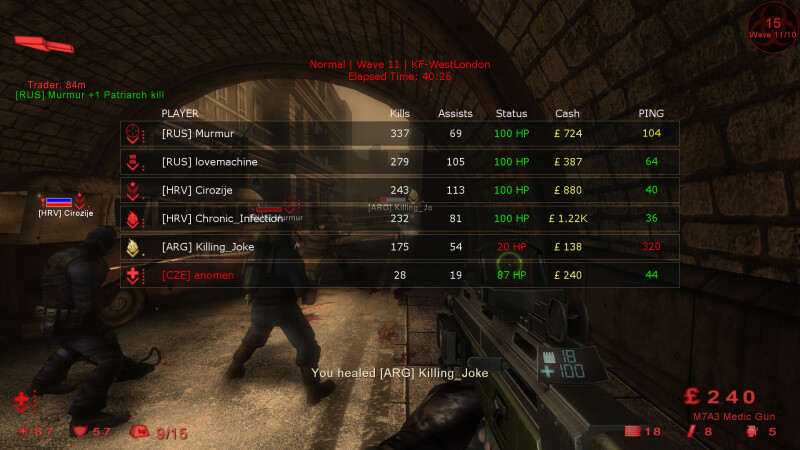 15
Wave 11/10
Normal | Wave 11 | KF-WestLondon
Elapsed Time: 40:26
Trader: 84m
[RUS] Murmur +1 Patriarch kill
PLAYER Kills Assists Status Cash PING
[RUS] Murmur 337 69 100 HP £ 724 104
[RUS] lovemachine 279 105 100 HP £ 387 64
[HRV] Cirozije 243 113 100 HP £ 880 40
[HRV] Chronic_Infection 232 81 100 HP £ 1.22K 36
[ARG] Killing_Joke 175 54 20 HP £ 138 320
[CZE] anomen 28 19 87 HP £ 240 44
[HRV] Cirozije
Murmur
[ARG] Killing_Jo
18
100
You healed [ARG] Killing_Joke
£ 240
M7A3 Medic Gun
87 57 9/15 18 8 5